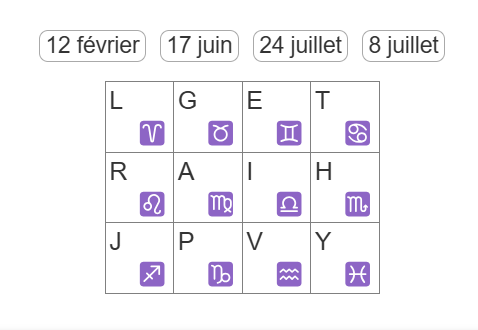 12 février 17 juin 24 juillet 8 juillet
L G E T
♈ ♉ ♊ ♋
R A I H
♌ ♍ ♎ ♏
J P V Y
♐ ♑ ♒ ♓